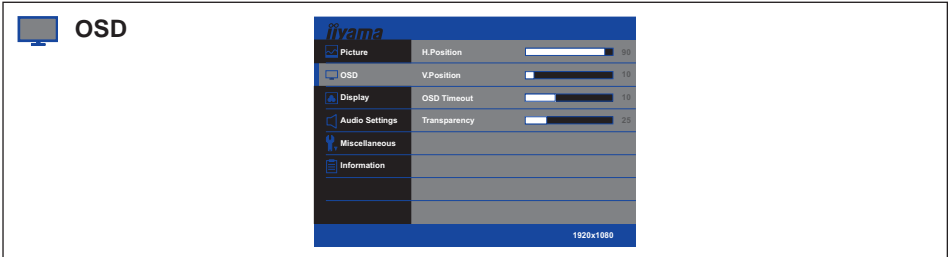 OSD
iiyama
Picture H.Position 90
OSD V.Position 10
Display OSD Timeout 10
Audio Settings Transparency 25
Miscellaneous
Information
1920x1080